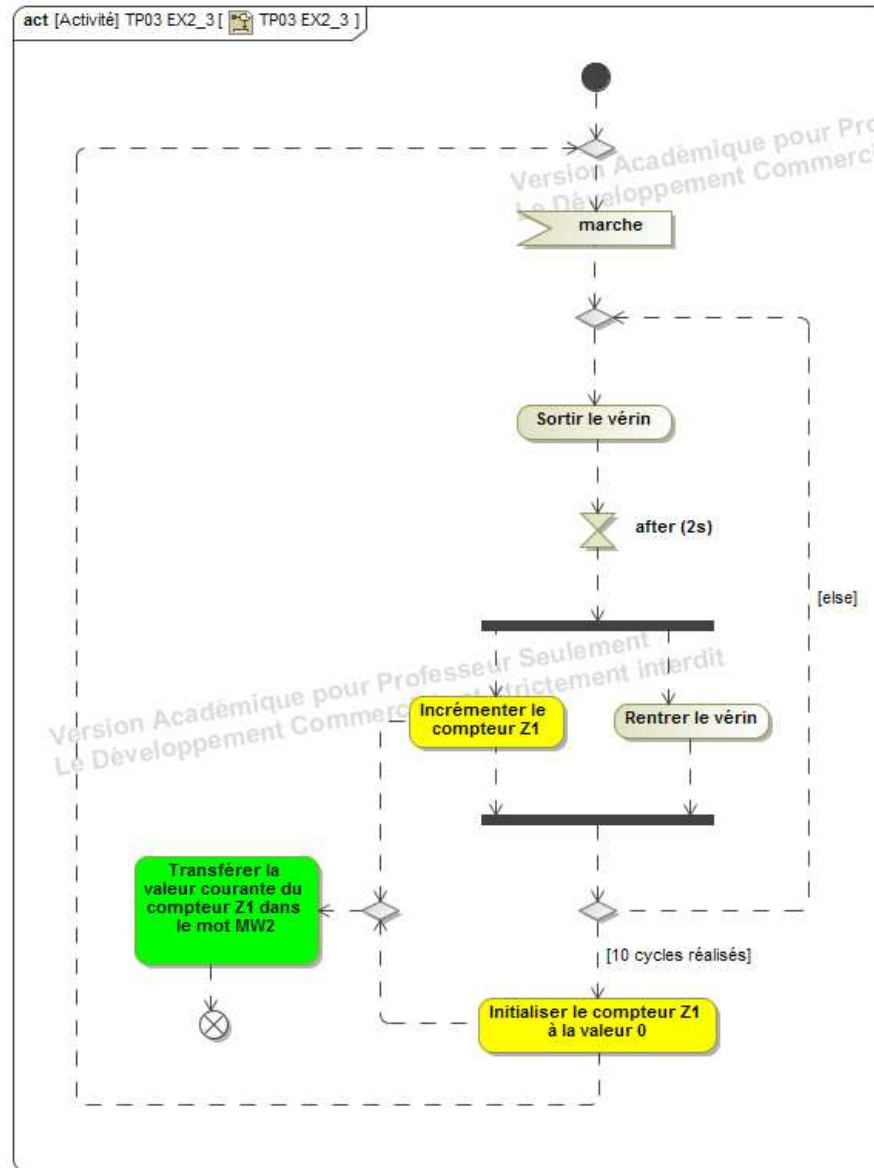 act [Activité] TP03 EX2_3 [ TP03 EX2_3 ]
Version Académique pour Pro
Le Développement Commerci
marche
Sortir le vérin
after (2s)
[else]
Version Académique pour Professeur Seulement
Le Développement Commerc strictement interdit
Incrémenter le
compteur Z1
Rentrer le vérin
Transférer la
valeur courante du
compteur Z1 dans
le mot MW2
[10 cycles réalisés]
Initialiser le compteur Z1
à la valeur 0